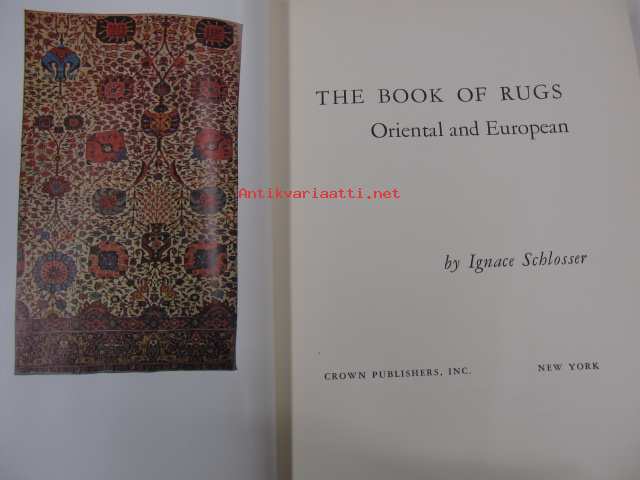 THE BOOK OF RUGS
Oriental and European
Antikvariaatti.net
by Ignace Schlosser
CROWN PUBLISHERS, INC. NEW YORK